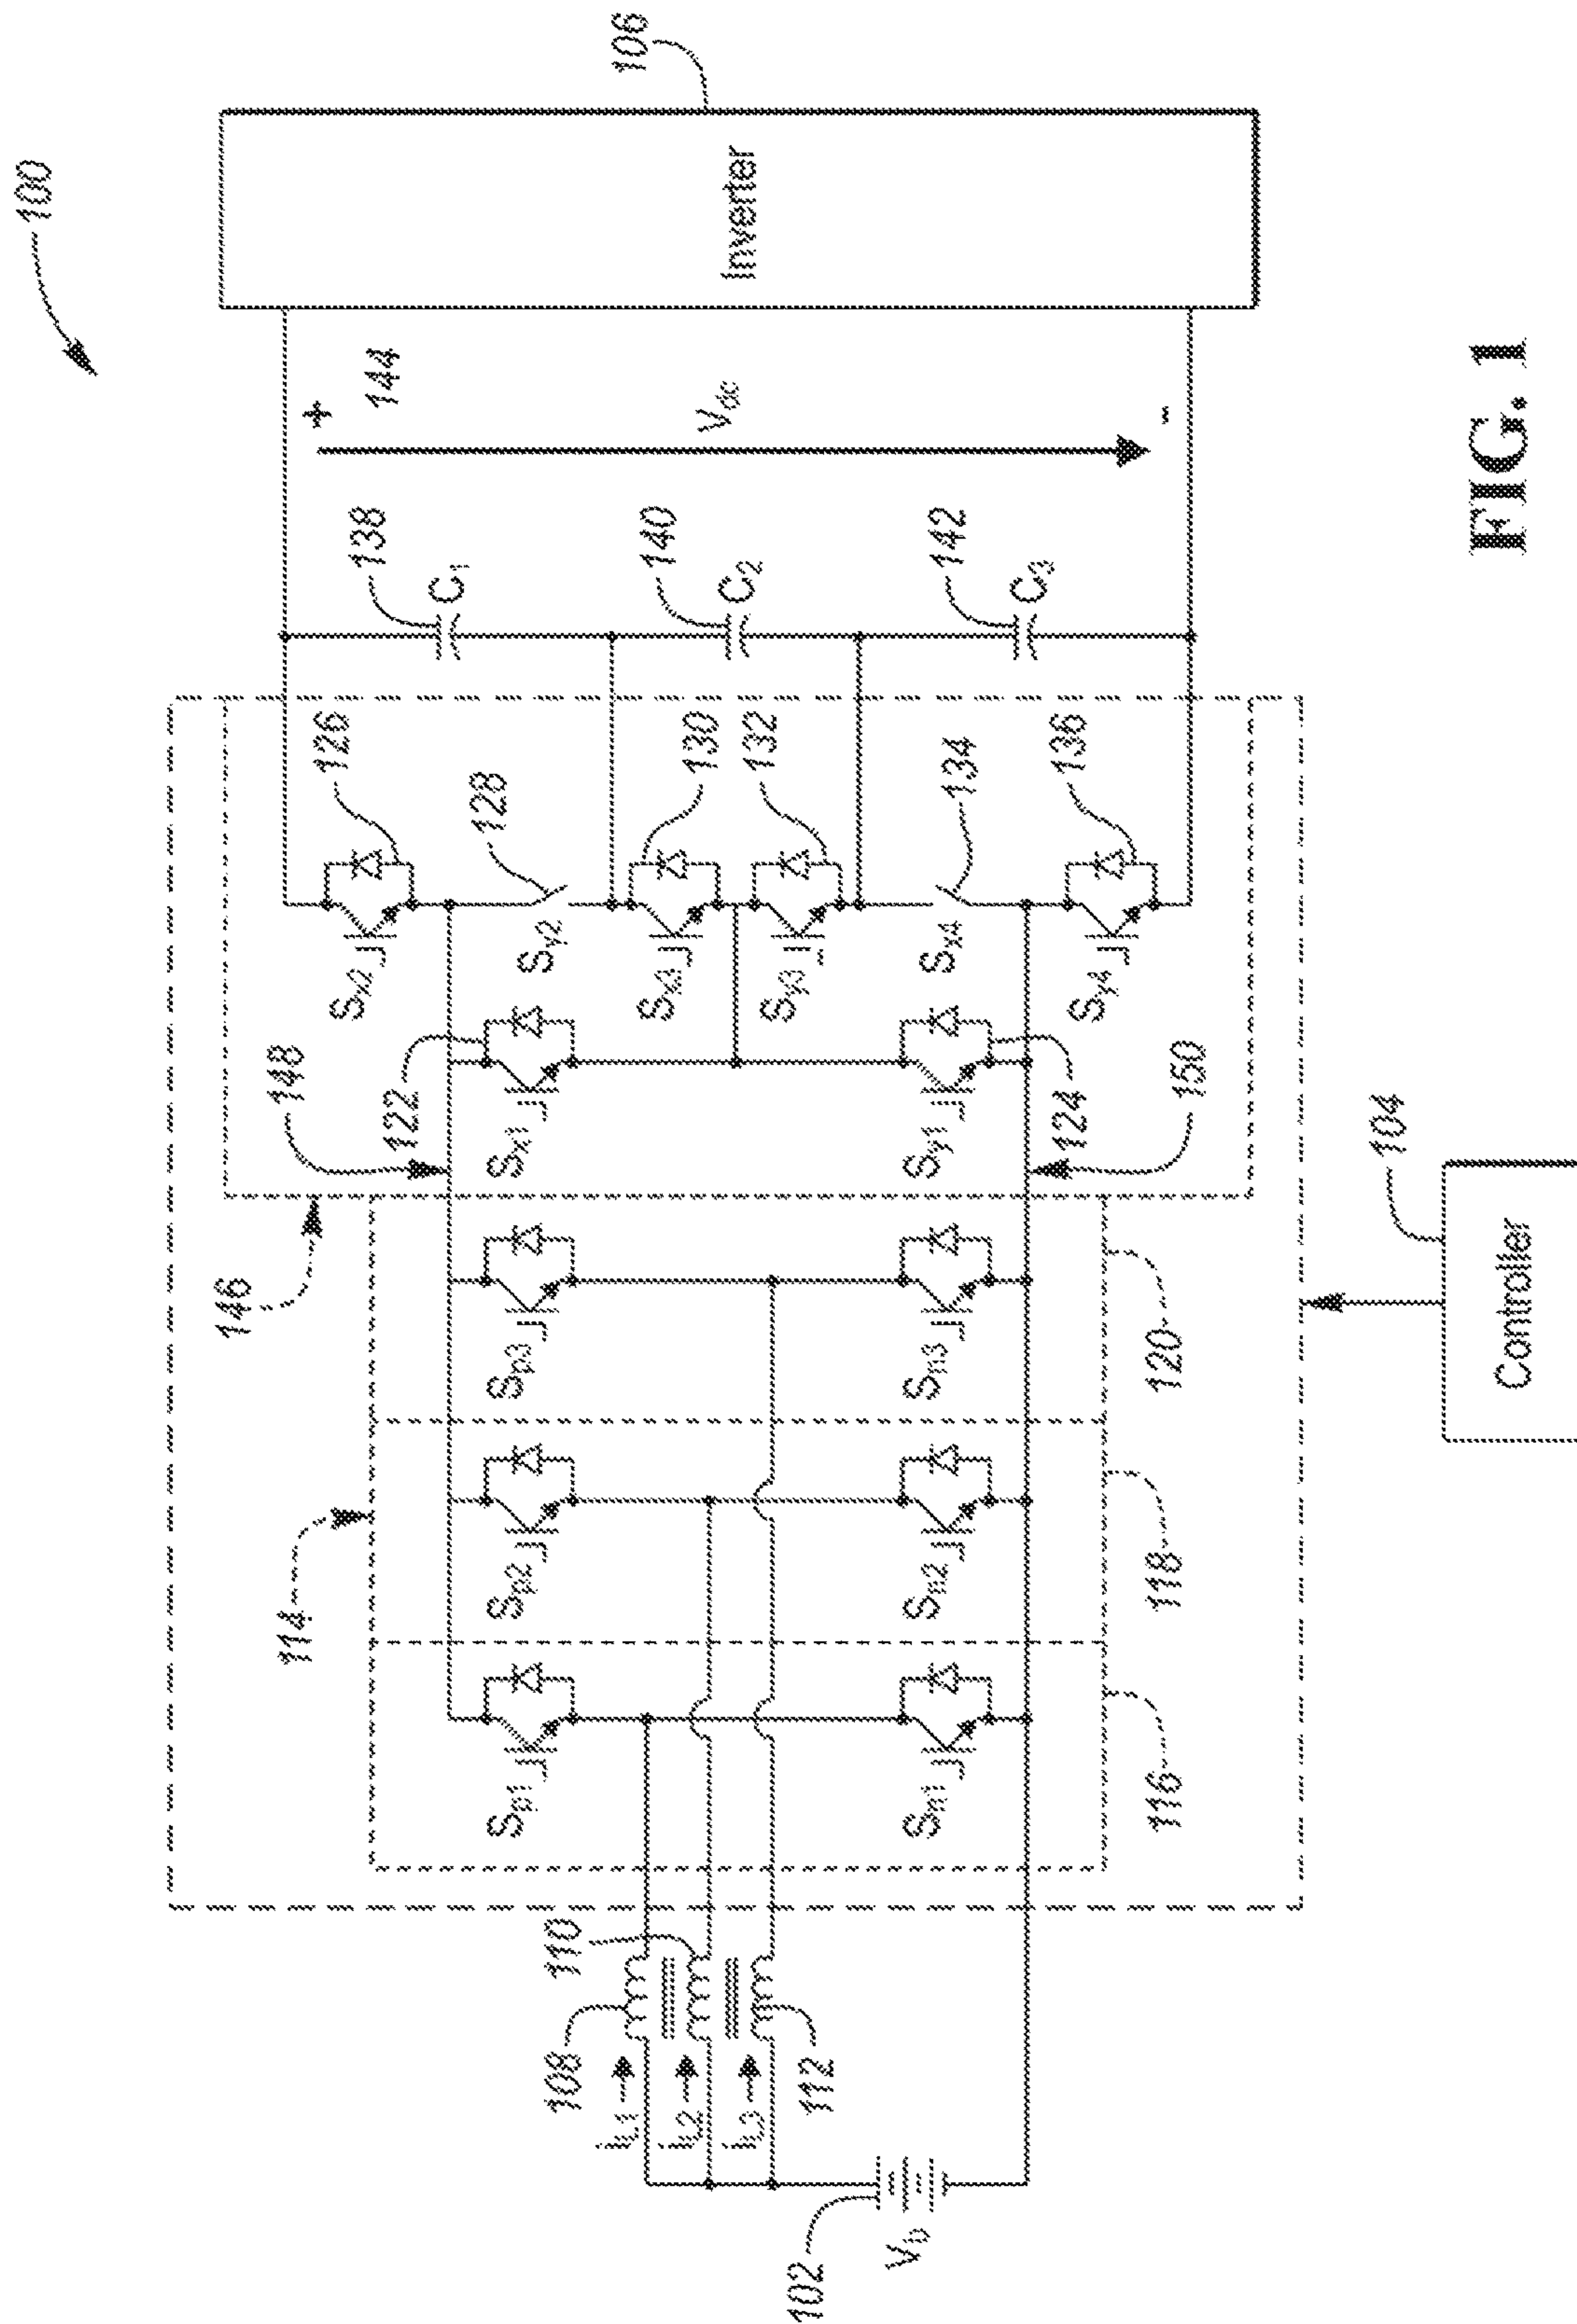 100
106
Inverter
144
+
Vdc
-
138
C1
140
C2
142
C3
126
128
130
132
134
136
Sx2
Sy2
Sx3
Sy3
Sx4
Sy4
148
122
124
150
Sx1
Sy1
146
104
Controller
Sp3
Sn3
120
114
Sp2
Sn2
118
Sp1
Sn1
116
110
108
112
iL1
iL2
iL3
102
Vb
FIG. 1